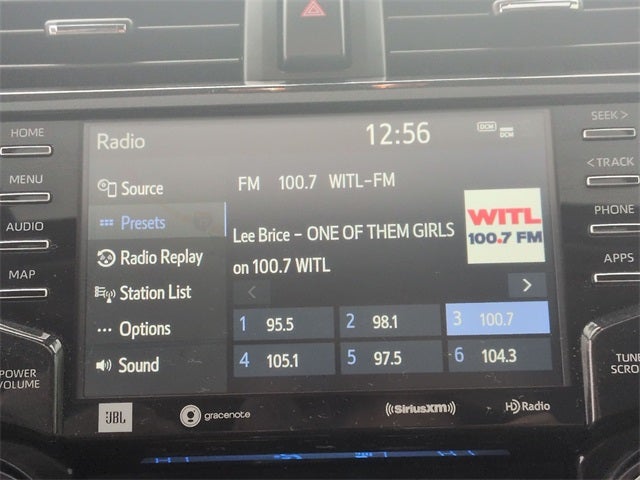 HOME
MENU
AUDIO
MAP
POWER
VOLUME
Radio
12:56
DCM
DCM
Source
Presets
Radio Replay
Station List
Options
Sound
FM 100.7 WITL-FM
Lee Brice – ONE OF THEM GIRLS
on 100.7 WITL
WITL
100.7 FM
< >
1 95.5 2 98.1 3 100.7
4 105.1 5 97.5 6 104.3
SEEK >
< TRACK
PHONE
APPS
TUNE
SCRO
JBL
gracenote
((SiriusXM))
HD Radio